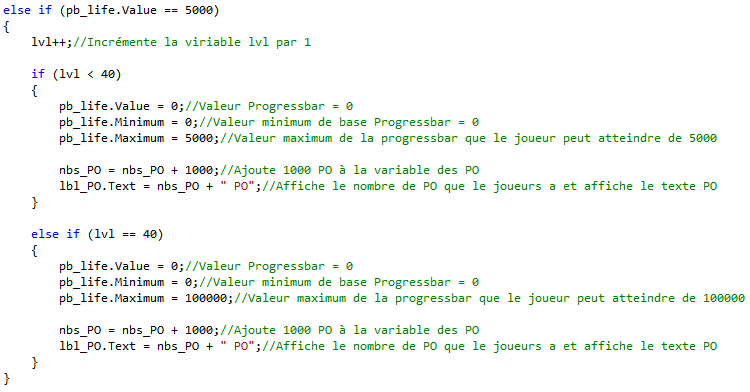 else if (pb_life.Value == 5000)
{
    lvl++;//Incrémente la viriable lvl par 1

    if (lvl < 40)
    {
        pb_life.Value = 0;//Valeur Progressbar = 0
        pb_life.Minimum = 0;//Valeur minimum de base Progressbar = 0
        pb_life.Maximum = 5000;//Valeur maximum de la progressbar que le joueur peut atteindre de 5000

        nbs_PO = nbs_PO + 1000;//Ajoute 1000 PO à la variable des PO
        lbl_PO.Text = nbs_PO + " PO";//Affiche le nombre de PO que le joueurs a et affiche le texte PO
    }

    else if (lvl == 40)
    {
        pb_life.Value = 0;//Valeur Progressbar = 0
        pb_life.Minimum = 0;//Valeur minimum de base Progressbar = 0
        pb_life.Maximum = 100000;//Valeur maximum de la progressbar que le joueur peut atteindre de 100000

        nbs_PO = nbs_PO + 1000;//Ajoute 1000 PO à la variable des PO
        lbl_PO.Text = nbs_PO + " PO";//Affiche le nombre de PO que le joueurs a et affiche le texte PO
    }
}